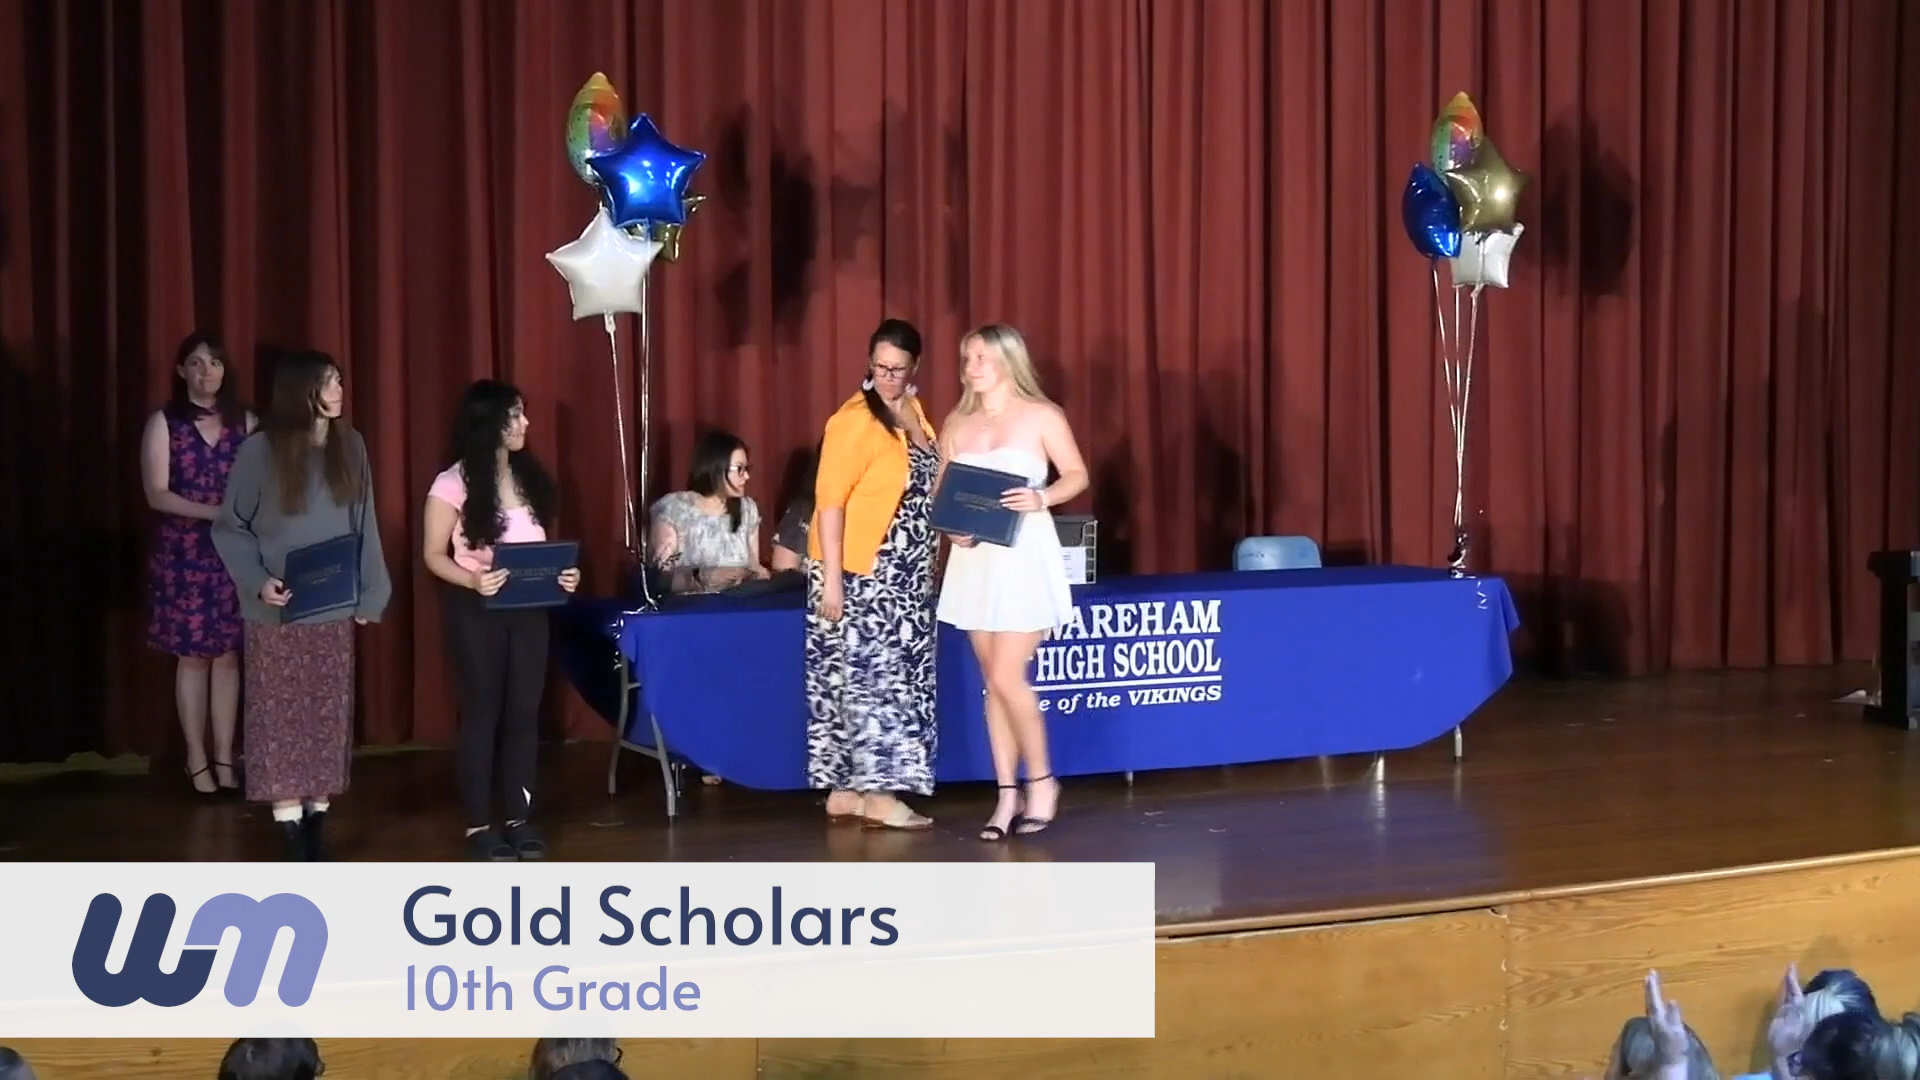 WAREHAM
HIGH SCHOOL
e of the VIKINGS
wm
Gold Scholars
10th Grade